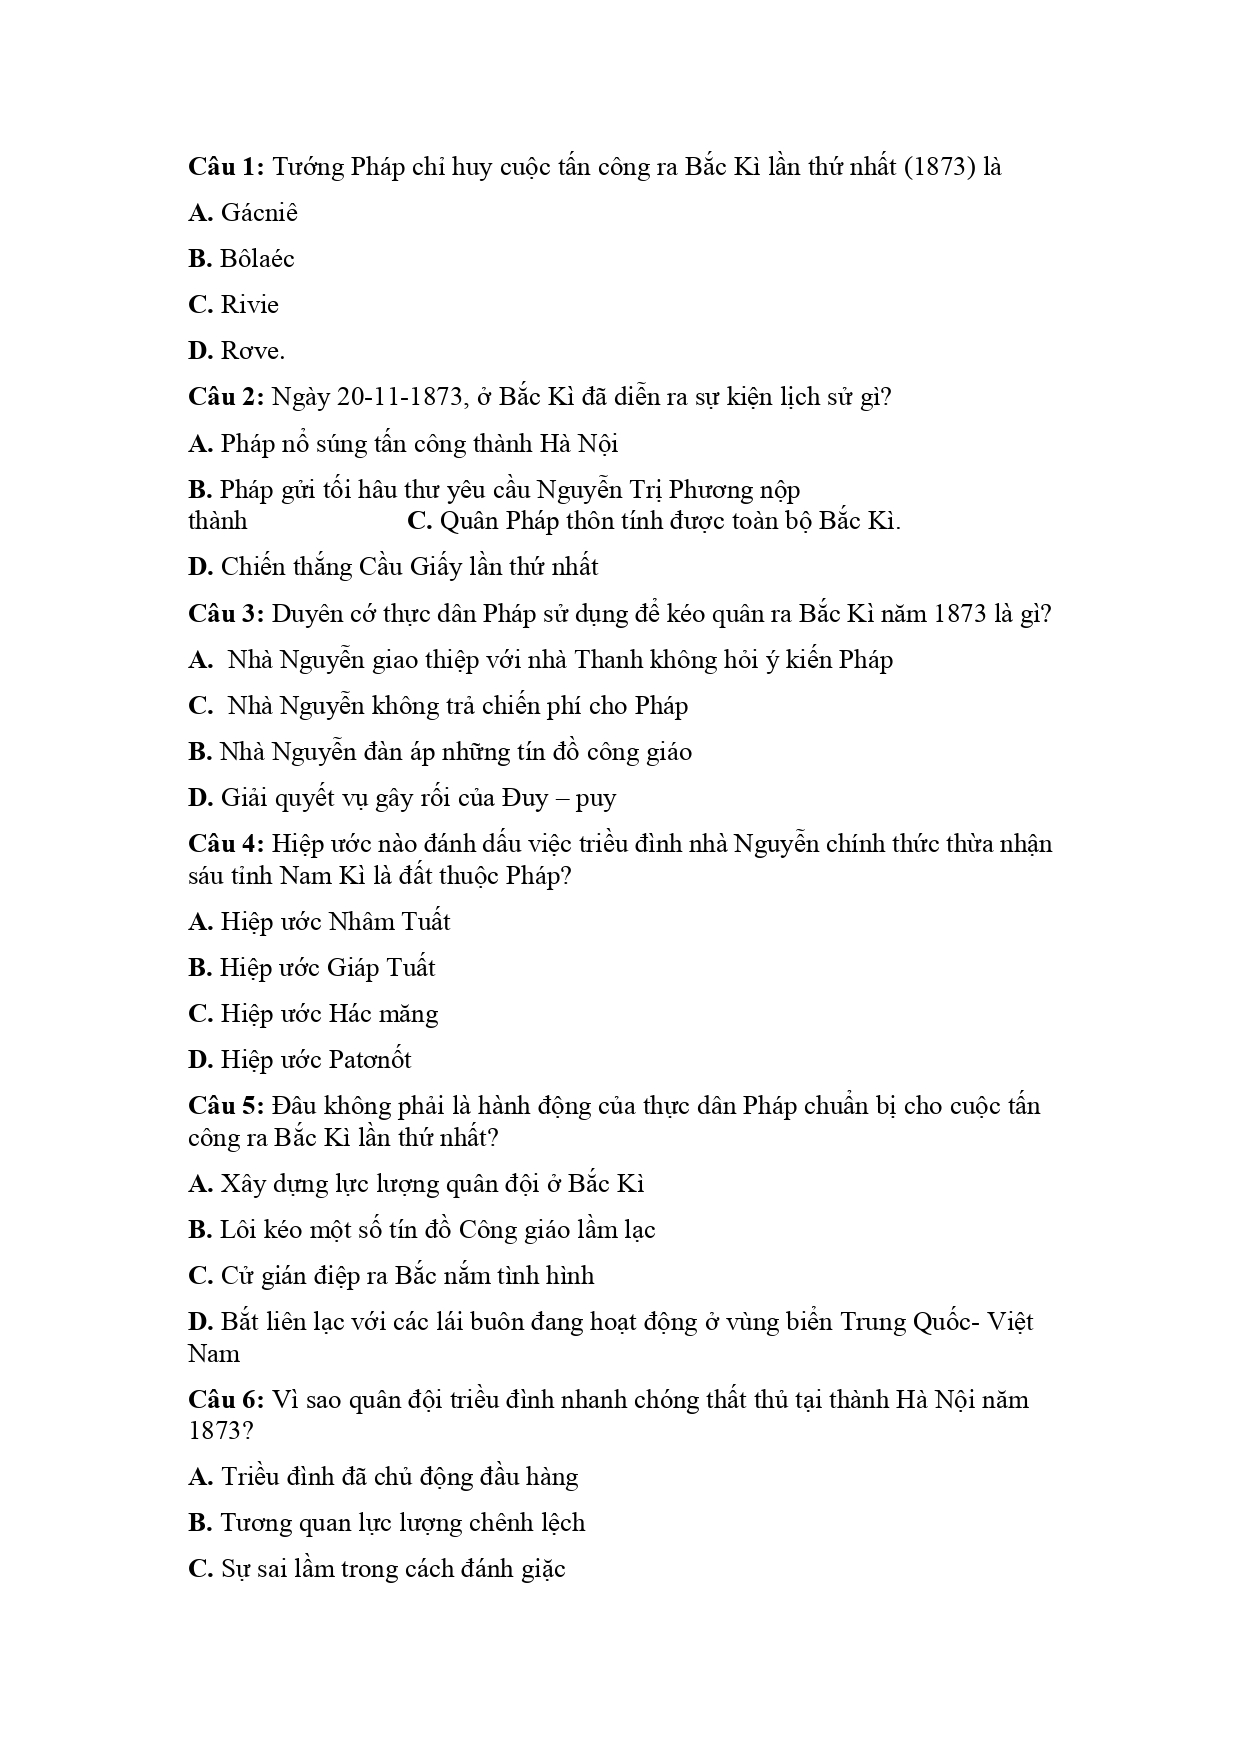 Câu 1: Tướng Pháp chỉ huy cuộc tấn công ra Bắc Kì lần thứ nhất (1873) là
A. Gácniê
B. Bôlaéc
C. Rivie
D. Rơve.
Câu 2: Ngày 20-11-1873, ở Bắc Kì đã diễn ra sự kiện lịch sử gì?
A. Pháp nổ súng tấn công thành Hà Nội
B. Pháp gửi tối hâu thư yêu cầu Nguyễn Trị Phương nộp
thành C. Quân Pháp thôn tính được toàn bộ Bắc Kì.
D. Chiến thắng Cầu Giấy lần thứ nhất
Câu 3: Duyên cớ thực dân Pháp sử dụng để kéo quân ra Bắc Kì năm 1873 là gì?
A. Nhà Nguyễn giao thiệp với nhà Thanh không hỏi ý kiến Pháp
C. Nhà Nguyễn không trả chiến phí cho Pháp
B. Nhà Nguyễn đàn áp những tín đồ công giáo
D. Giải quyết vụ gây rối của Đuy – puy
Câu 4: Hiệp ước nào đánh dấu việc triều đình nhà Nguyễn chính thức thừa nhận
sáu tỉnh Nam Kì là đất thuộc Pháp?
A. Hiệp ước Nhâm Tuất
B. Hiệp ước Giáp Tuất
C. Hiệp ước Hác măng
D. Hiệp ước Patơnốt
Câu 5: Đâu không phải là hành động của thực dân Pháp chuẩn bị cho cuộc tấn
công ra Bắc Kì lần thứ nhất?
A. Xây dựng lực lượng quân đội ở Bắc Kì
B. Lôi kéo một số tín đồ Công giáo lầm lạc
C. Cử gián điệp ra Bắc nắm tình hình
D. Bắt liên lạc với các lái buôn đang hoạt động ở vùng biển Trung Quốc- Việt
Nam
Câu 6: Vì sao quân đội triều đình nhanh chóng thất thủ tại thành Hà Nội năm
1873?
A. Triều đình đã chủ động đầu hàng
B. Tương quan lực lượng chênh lệch
C. Sự sai lầm trong cách đánh giặc